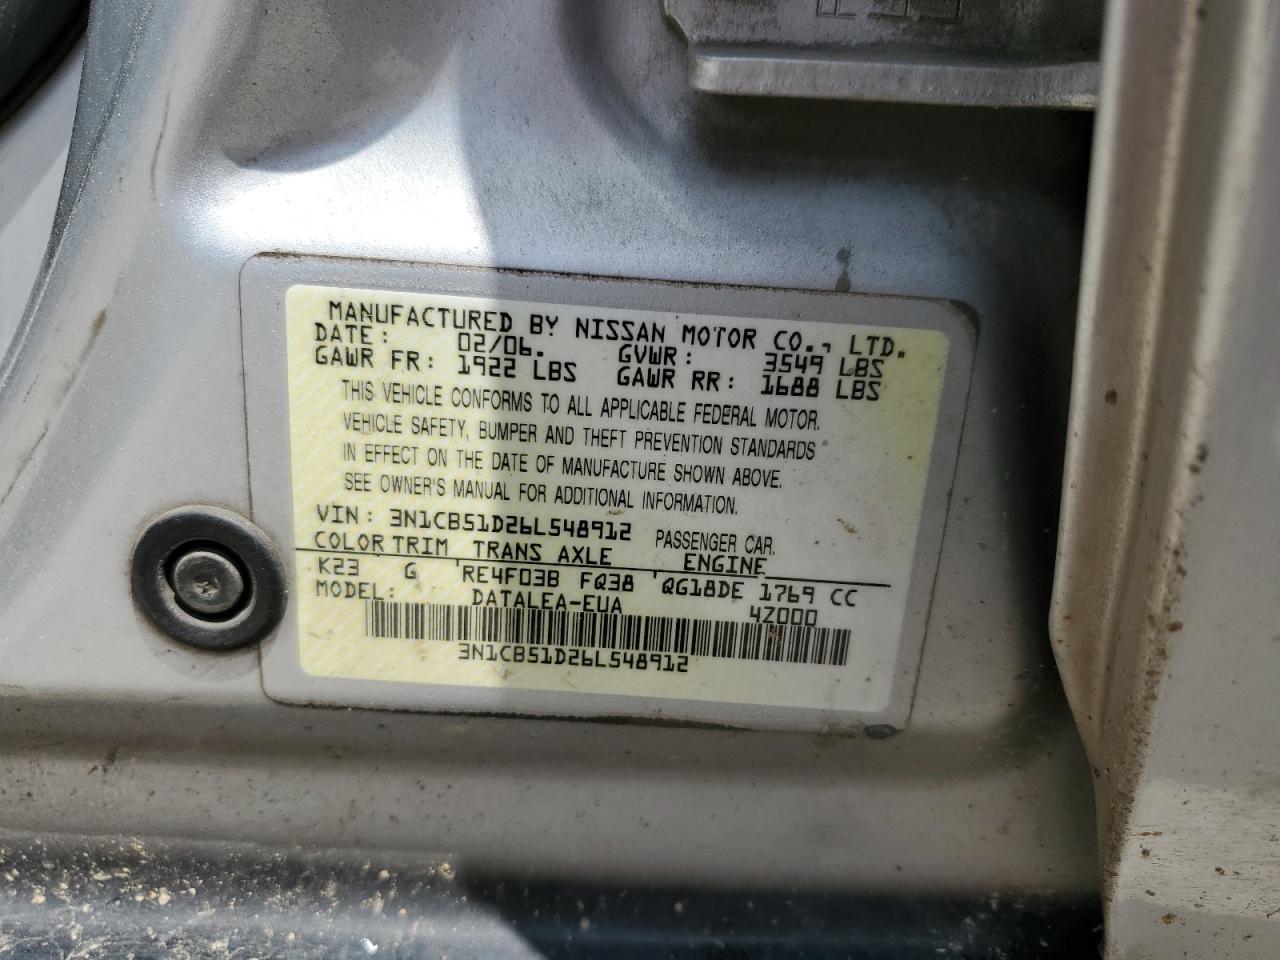 MANUFACTURED BY NISSAN MOTOR CO., LTD.
DATE: 02/06. GVWR: 3549 LBS
GAWR FR: 1922 LBS GAWR RR: 1688 LBS
THIS VEHICLE CONFORMS TO ALL APPLICABLE FEDERAL MOTOR.
VEHICLE SAFETY, BUMPER AND THEFT PREVENTION STANDARDS
IN EFFECT ON THE DATE OF MANUFACTURE SHOWN ABOVE.
SEE OWNER'S MANUAL FOR ADDITIONAL INFORMATION.
VIN: 3N1CB51D26L548912 PASSENGER CAR.
COLOR TRIM TRANS AXLE ENGINE
K23 G RE4F03B FQ38 QG18DE 1769 CC
MODEL: DATALEA-EUA 4Z000
3N1CB51D26L548912